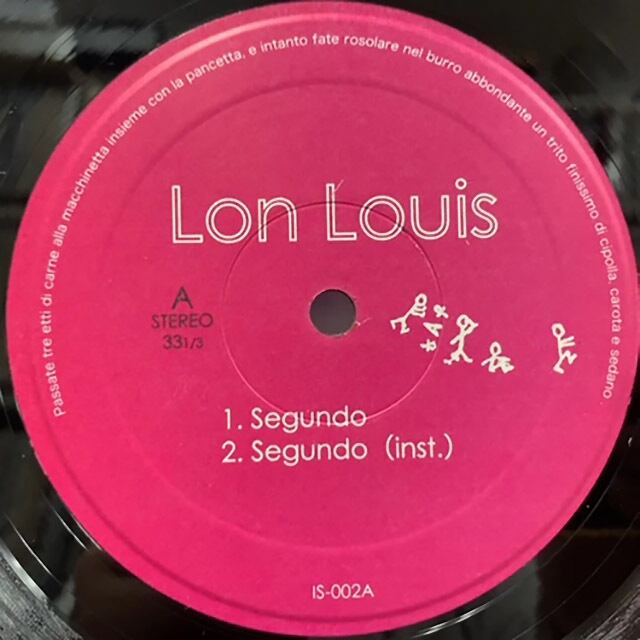 Passate tre etti di carne alla macchinetta insieme con la pancetta, e intanto fate rosolare nel burro abbondante un trito finissimo di cipolla, carota e sedano.
Lon Louis
A
STEREO
33 1/3
1. Segundo
2. Segundo (inst.)
IS-002A